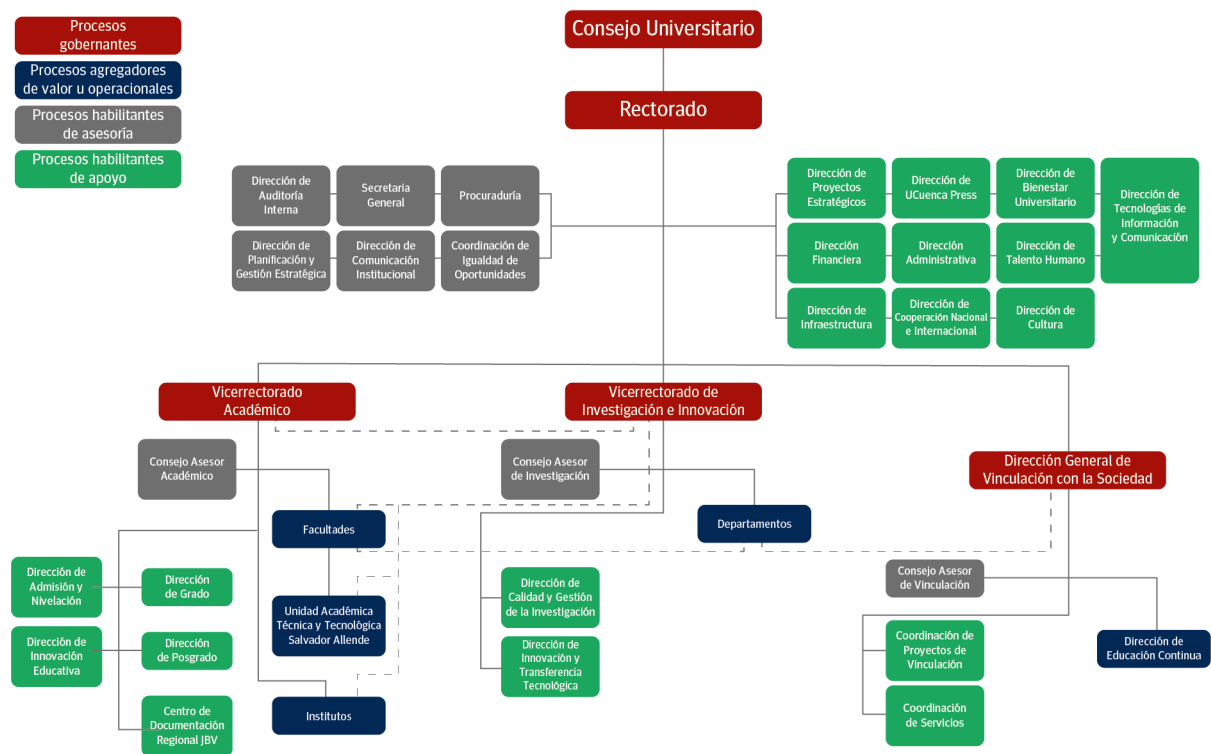 Procesos
gobernantes
Procesos agregadores
de valor u operacionales
Procesos habilitantes
de asesoría
Procesos habilitantes
de apoyo
Consejo Universitario
Rectorado
Dirección de
Auditoría
Interna
Secretaria
General
Procuraduría
Dirección de
Planificación y
Gestión Estratégica
Dirección de
Comunicación
Institucional
Coordinación de
Igualdad de
Oportunidades
Dirección de
Proyectos
Estratégicos
Dirección de
UCuenca Press
Dirección de
Bienestar
Universitario
Dirección de
Tecnologías de
Información
y Comunicación
Dirección
Financiera
Dirección
Administrativa
Dirección de
Talento Humano
Dirección de
Infraestructura
Dirección de
Cooperación Nacional
e Internacional
Dirección de
Cultura
Vicerrectorado
Académico
Vicerrectorado de
Investigación e Innovación
Dirección General de
Vinculación con la Sociedad
Consejo Asesor
Académico
Consejo Asesor
de Investigación
Facultades
Departamentos
Dirección de
Admisión y
Nivelación
Dirección
de Grado
Unidad Académica
Técnica y Tecnológica
Salvador Allende
Dirección de
Calidad y Gestión
de la Investigación
Consejo Asesor
de Vinculación
Dirección de
Innovación
Educativa
Dirección
de Posgrado
Dirección de
Innovación y
Transferencia
Tecnológica
Coordinación de
Proyectos de
Vinculación
Dirección de
Educación Continua
Centro de
Documentación
Regional JBV
Institutos
Coordinación
de Servicios